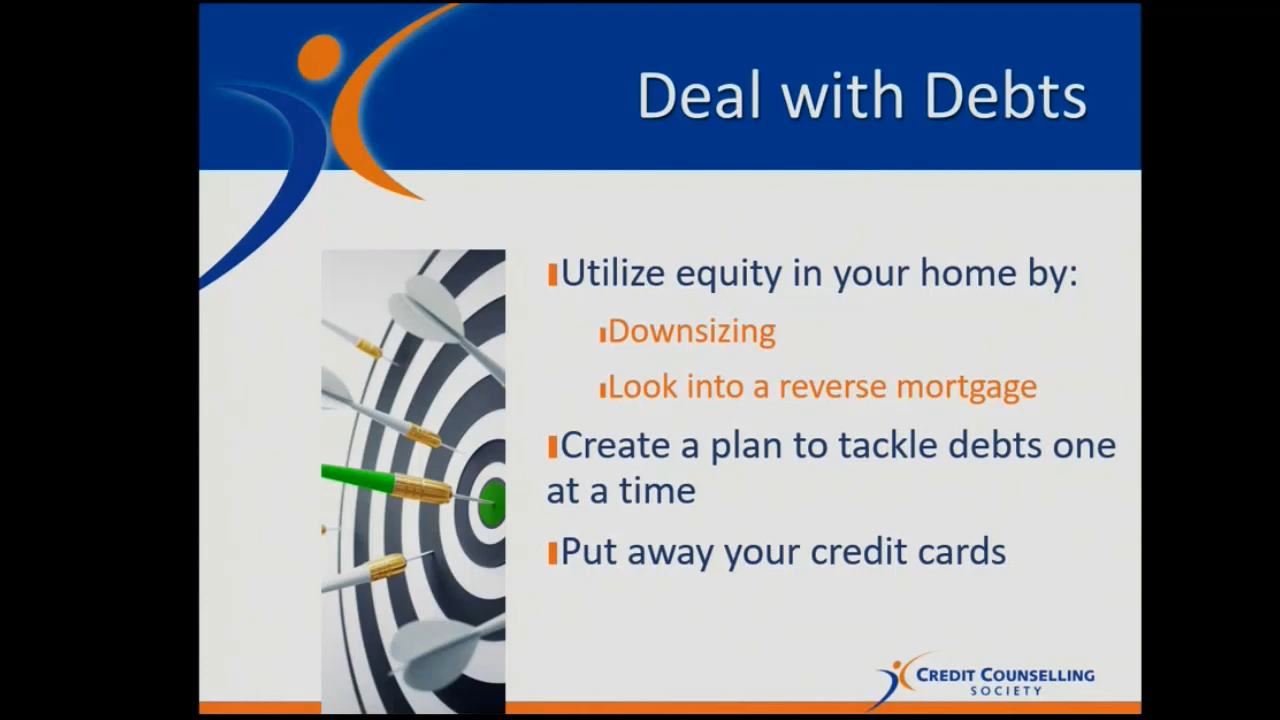 Deal with Debts
Utilize equity in your home by:
Downsizing
Look into a reverse mortgage
Create a plan to tackle debts one
at a time
Put away your credit cards
CREDIT COUNSELLING
SOCIETY